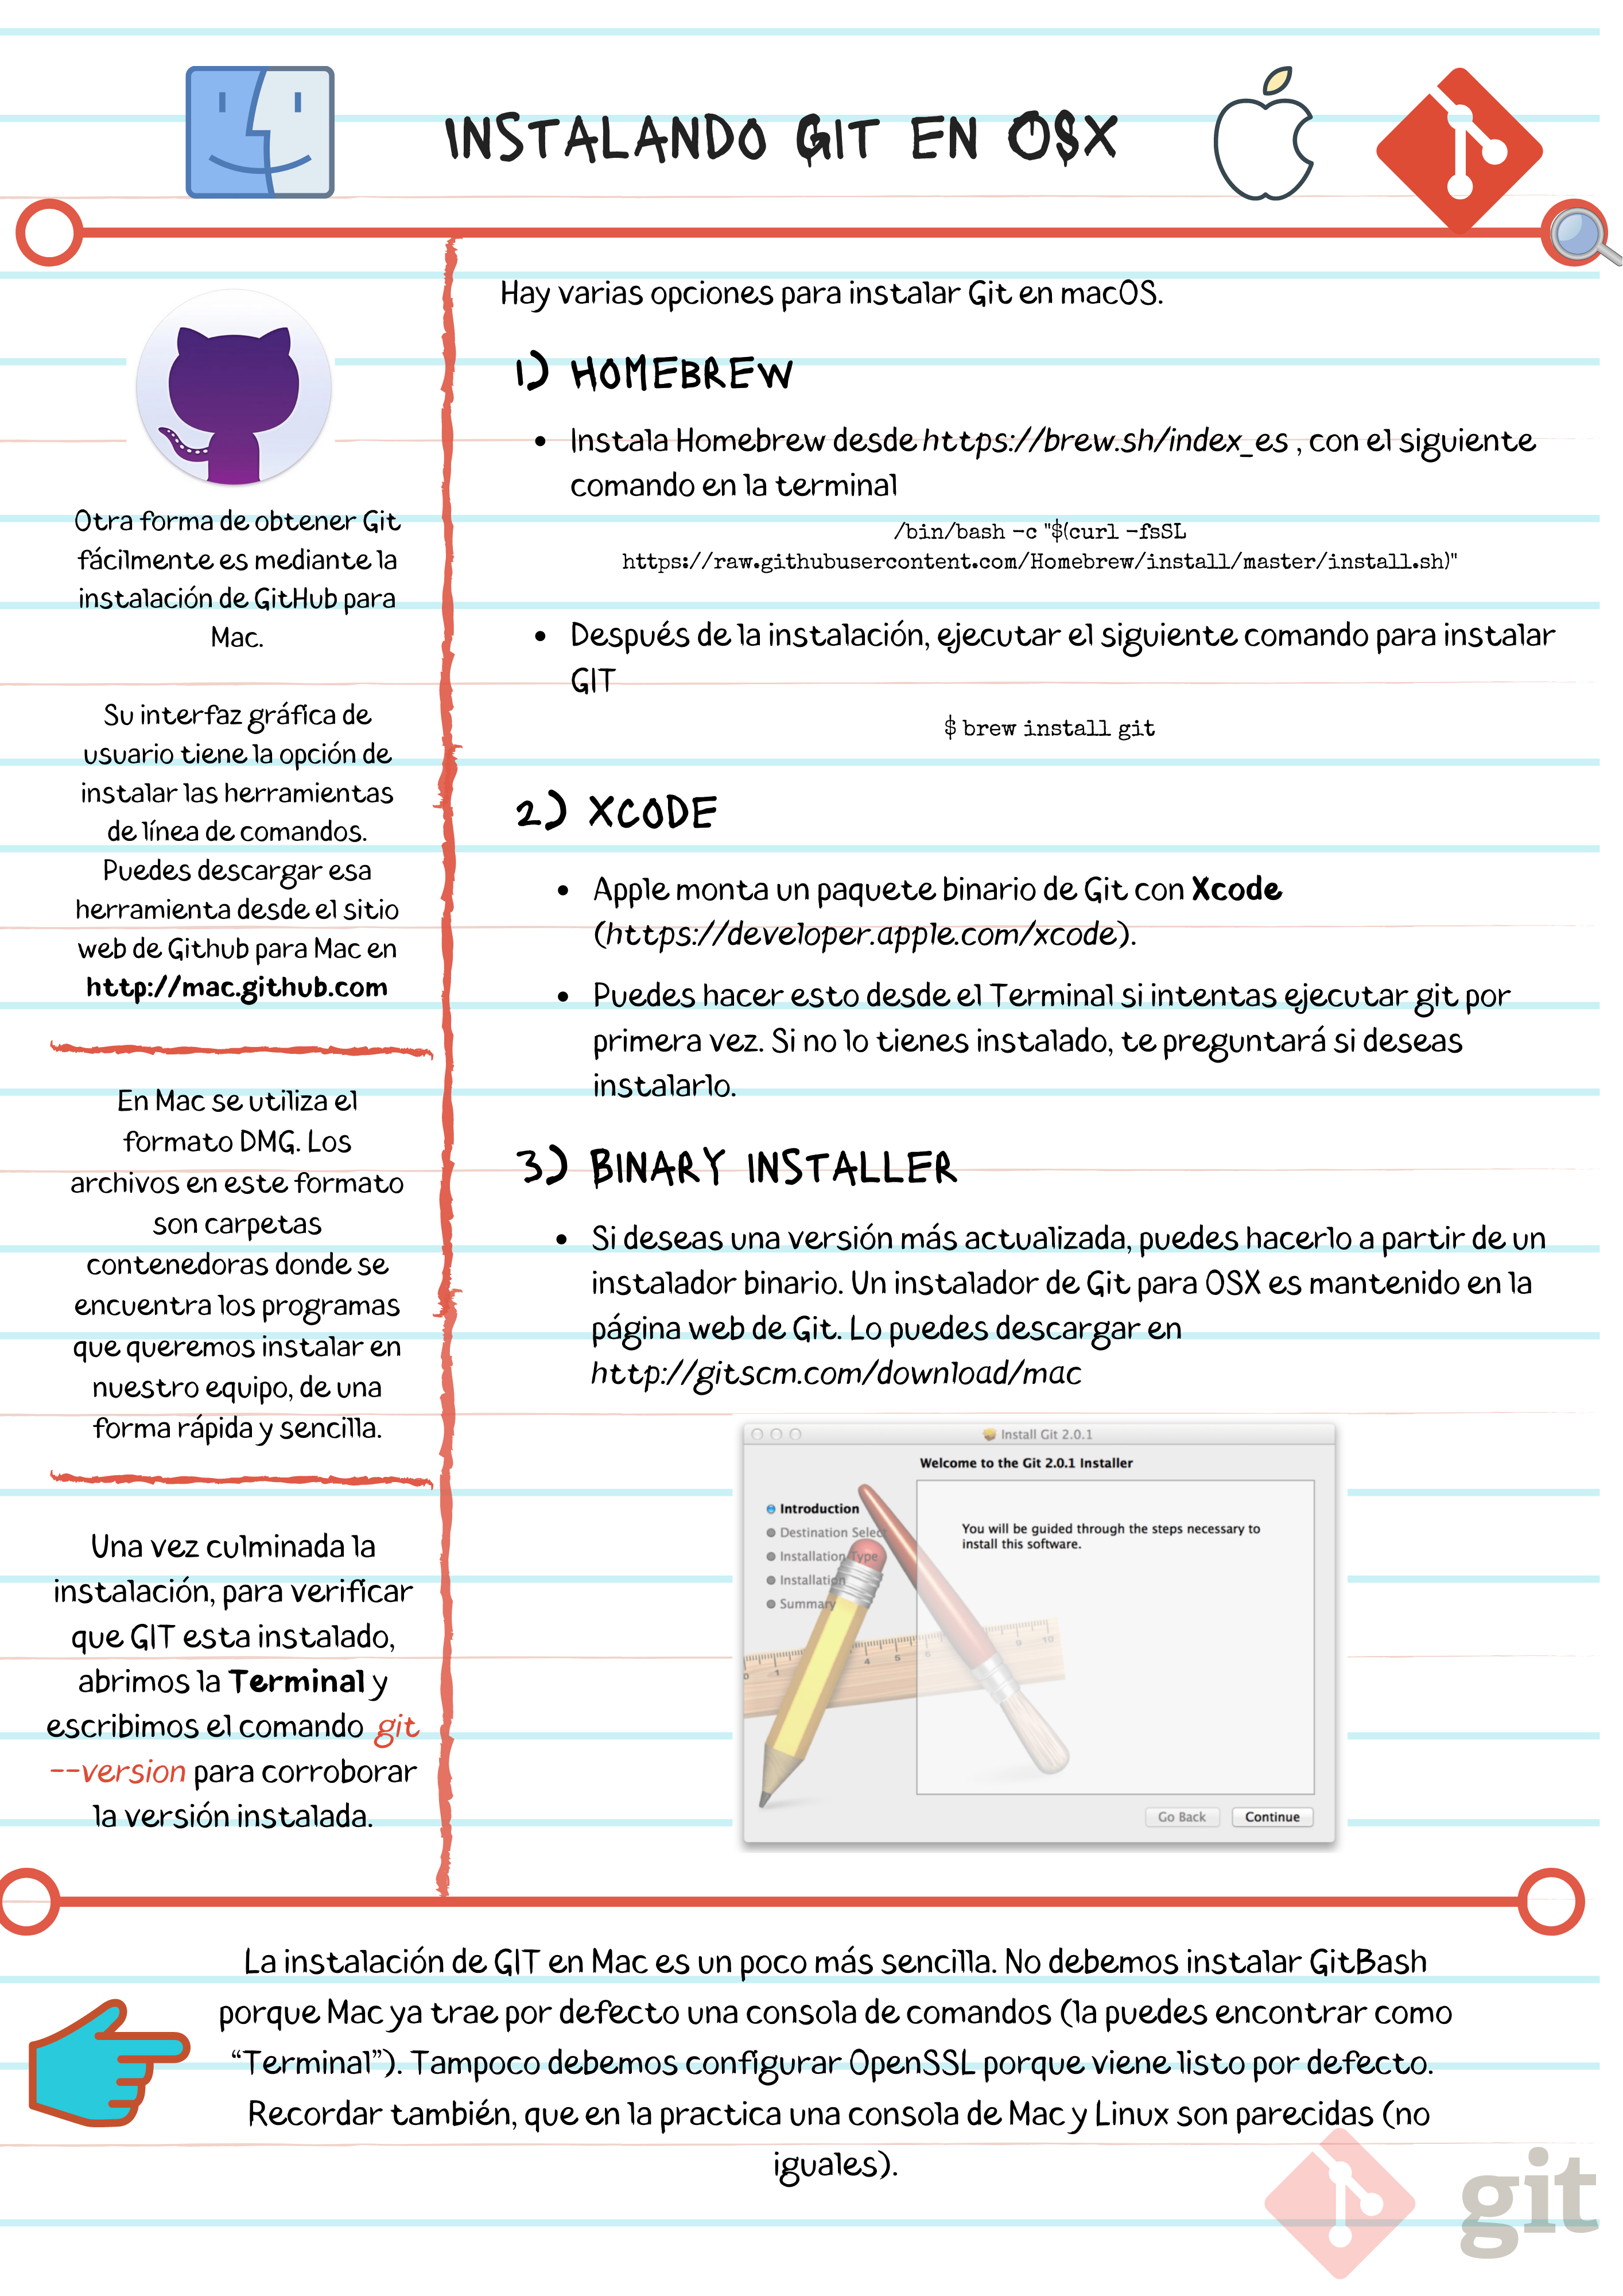 INSTALANDO GIT EN OSX
Otra forma de obtener Git
fácilmente es mediante la
instalación de GitHub para
Mac.
Su interfaz gráfica de
usuario tiene la opción de
instalar las herramientas
de línea de comandos.
Puedes descargar esa
herramienta desde el sitio
web de Github para Mac en
http://mac.github.com
En Mac se utiliza el
formato DMG. Los
archivos en este formato
son carpetas
contenedoras donde se
encuentra los programas
que queremos instalar en
nuestro equipo, de una
forma rápida y sencilla.
Una vez culminada la
instalación, para verificar
que GIT esta instalado,
abrimos la Terminal y
escribimos el comando git
--version para corroborar
la versión instalada.
Hay varias opciones para instalar Git en macOS.
1) HOMEBREW
• Instala Homebrew desde https://brew.sh/index_es , con el siguiente
comando en la terminal
/bin/bash -c "$(curl -fsSL
https://raw.githubusercontent.com/Homebrew/install/master/install.sh)"
• Después de la instalación, ejecutar el siguiente comando para instalar
GIT
$ brew install git
2) XCODE
• Apple monta un paquete binario de Git con Xcode
(https://developer.apple.com/xcode).
• Puedes hacer esto desde el Terminal si intentas ejecutar git por
primera vez. Si no lo tienes instalado, te preguntará si deseas
instalarlo.
3) BINARY INSTALLER
• Si deseas una versión más actualizada, puedes hacerlo a partir de un
instalador binario. Un instalador de Git para OSX es mantenido en la
página web de Git. Lo puedes descargar en
http://gitscm.com/download/mac
Install Git 2.0.1
Welcome to the Git 2.0.1 Installer
Introduction
Destination Select
Installation Type
Installation
Summary
You will be guided through the steps necessary to
install this software.
0 1 4 5 6 9 10
Go Back Continue
La instalación de GIT en Mac es un poco más sencilla. No debemos instalar GitBash
porque Mac ya trae por defecto una consola de comandos (la puedes encontrar como
“Terminal”). Tampoco debemos configurar OpenSSL porque viene listo por defecto.
Recordar también, que en la practica una consola de Mac y Linux son parecidas (no
iguales).
git